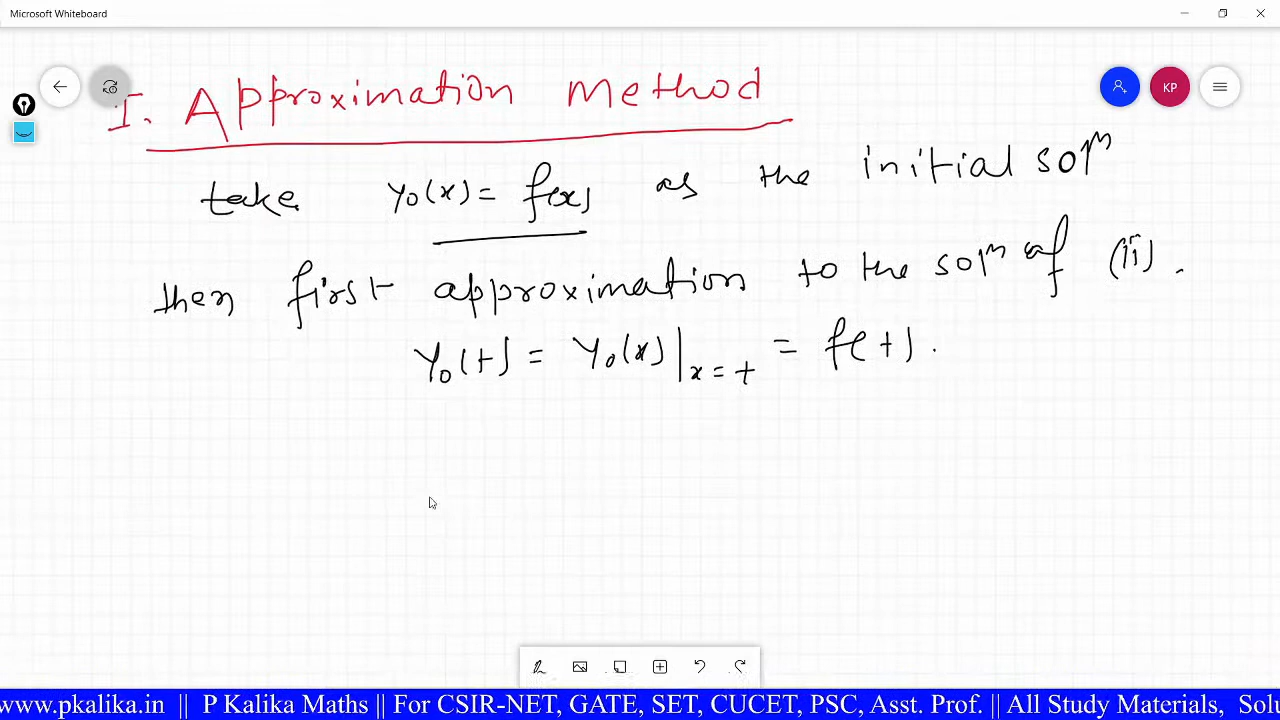 Microsoft Whiteboard
KP
I. Approximation Method
take y₀(x) = f(x) as the initial solⁿ
then first approximation to the solⁿ of (ii).
y₀(t) = y₀(x)|ₓ₌ₜ = f(t).
www.pkalika.in || P Kalika Maths || For CSIR-NET, GATE, SET, CUCET, PSC, Asst. Prof. || All Study Materials, Solu